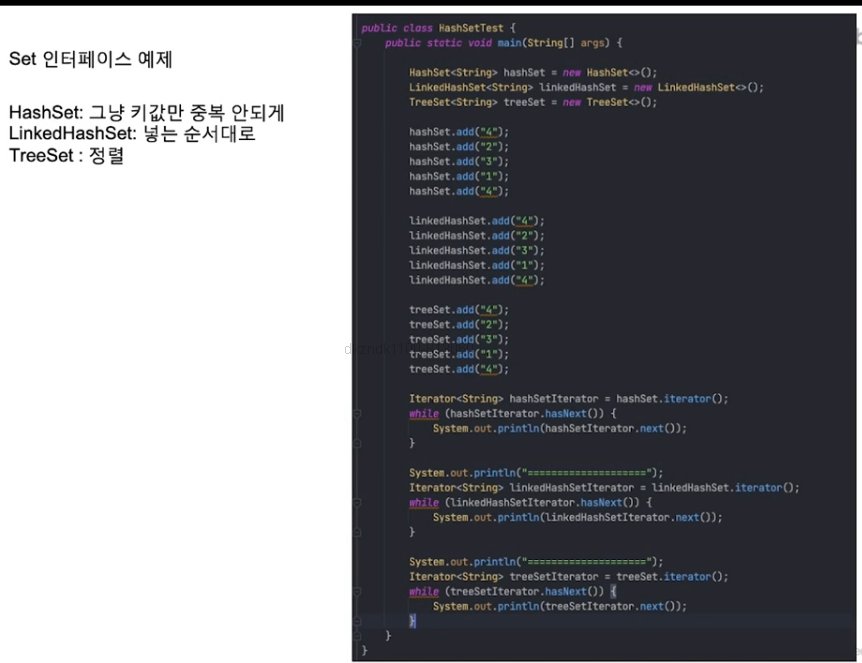 Set 인터페이스 예제
HashSet: 그냥 키값만 중복 안되게
LinkedHashSet: 넣는 순서대로
TreeSet : 정렬
public class HashSetTest {
public static void main(String[] args) {
HashSet<String> hashSet = new HashSet<>();
LinkedHashSet<String> linkedHashSet = new LinkedHashSet<>();
TreeSet<String> treeSet = new TreeSet<>();
hashSet.add("4");
hashSet.add("2");
hashSet.add("3");
hashSet.add("1");
hashSet.add("4");
linkedHashSet.add("4");
linkedHashSet.add("2");
linkedHashSet.add("3");
linkedHashSet.add("1");
linkedHashSet.add("4");
treeSet.add("4");
treeSet.add("2");
treeSet.add("3");
treeSet.add("1");
treeSet.add("4");
Iterator<String> hashSetIterator = hashSet.iterator();
while (hashSetIterator.hasNext()) {
System.out.println(hashSetIterator.next());
}
System.out.println("====================");
Iterator<String> linkedHashSetIterator = linkedHashSet.iterator();
while (linkedHashSetIterator.hasNext()) {
System.out.println(linkedHashSetIterator.next());
}
System.out.println("====================");
Iterator<String> treeSetIterator = treeSet.iterator();
while (treeSetIterator.hasNext()) {
System.out.println(treeSetIterator.next());
}
}
}